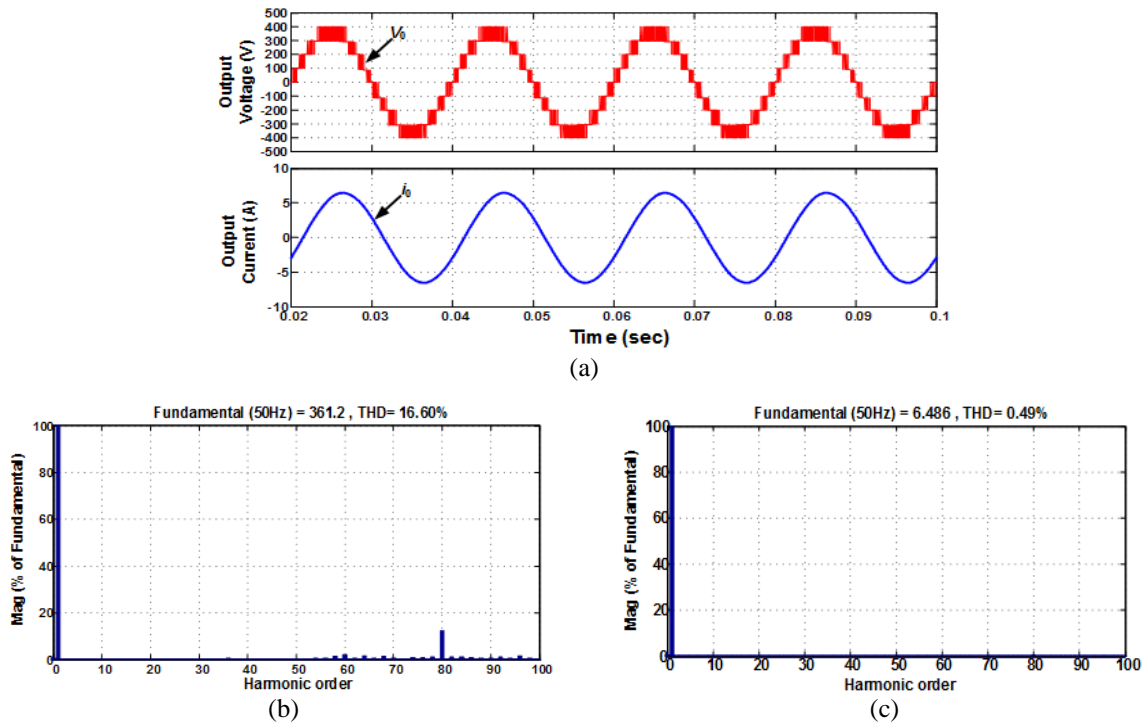 500
400
300
200
100
0
-100
-200
-300
-400
-500
Output
Voltage (V)
V0
10
5
0
-5
-10
Output
Current (A)
i0
0.02 0.03 0.04 0.05 0.06 0.07 0.08 0.09 0.1
Time (sec)
(a)
Fundamental (50Hz) = 361.2 , THD= 16.60%
100
80
60
40
20
0
Mag (% of Fundamental)
0 10 20 30 40 50 60 70 80 90 100
Harmonic order
(b)
Fundamental (50Hz) = 6.486 , THD= 0.49%
100
80
60
40
20
0
Mag (% of Fundamental)
0 10 20 30 40 50 60 70 80 90 100
Harmonic order
(c)